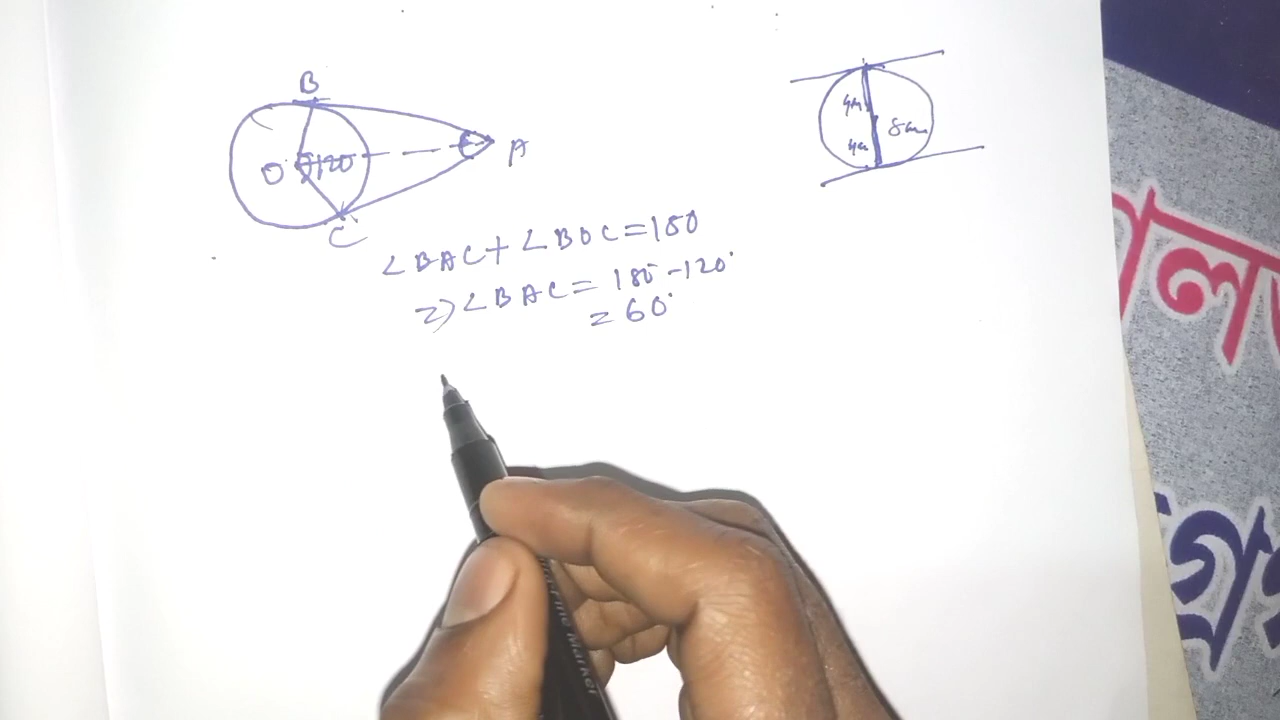 B
O 120
A
C
4cm
8cm
4cm
∠BAC + ∠BOC = 180
=> ∠BAC = 180° - 120°
= 60°